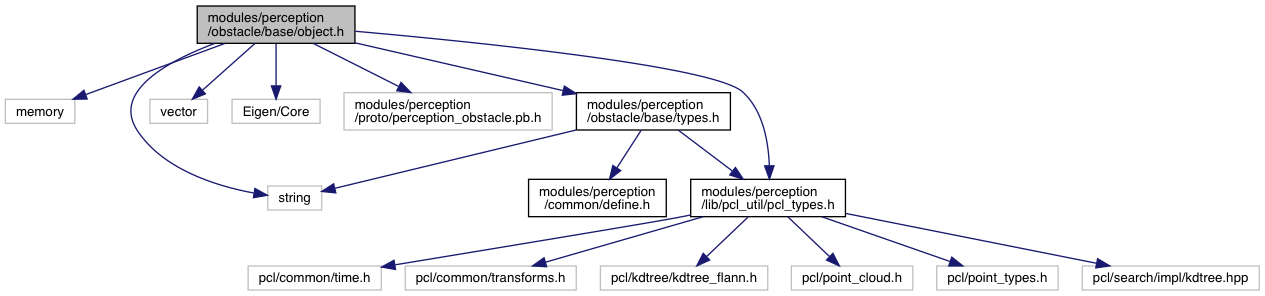 modules/perception
/obstacle/base/object.h
memory
vector
Eigen/Core
modules/perception
/proto/perception_obstacle.pb.h
modules/perception
/obstacle/base/types.h
string
modules/perception
/common/define.h
modules/perception
/lib/pcl_util/pcl_types.h
pcl/common/time.h
pcl/common/transforms.h
pcl/kdtree/kdtree_flann.h
pcl/point_cloud.h
pcl/point_types.h
pcl/search/impl/kdtree.hpp